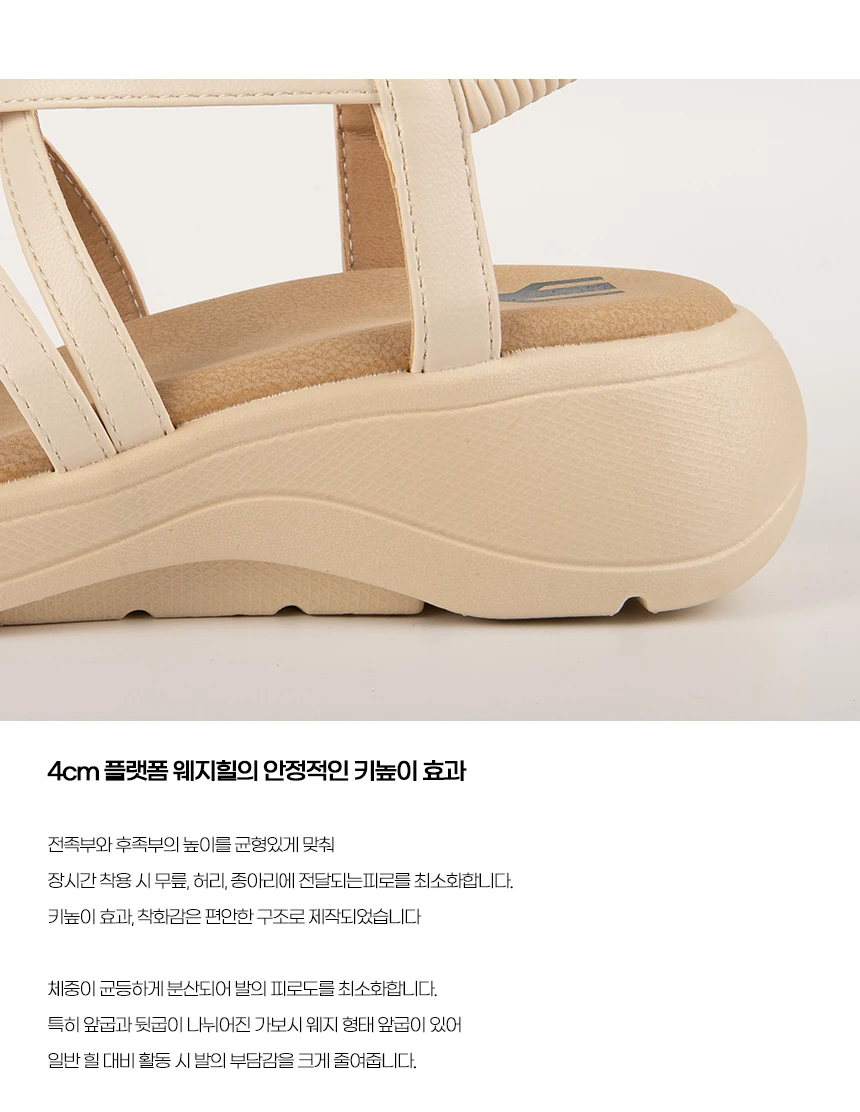 4cm 플랫폼 웨지힐의 안정적인 키높이 효과
전족부와 후족부의 높이를 균형있게 맞춰
장시간 착용 시 무릎, 허리, 종아리에 전달되는피로를 최소화합니다.
키높이 효과, 착화감은 편안한 구조로 제작되었습니다
체중이 균등하게 분산되어 발의 피로도를 최소화합니다.
특히 앞굽과 뒷굽이 나뉘어진 가보시 웨지 형태 앞굽이 있어
일반 힐 대비 활동 시 발의 부담감을 크게 줄여줍니다.